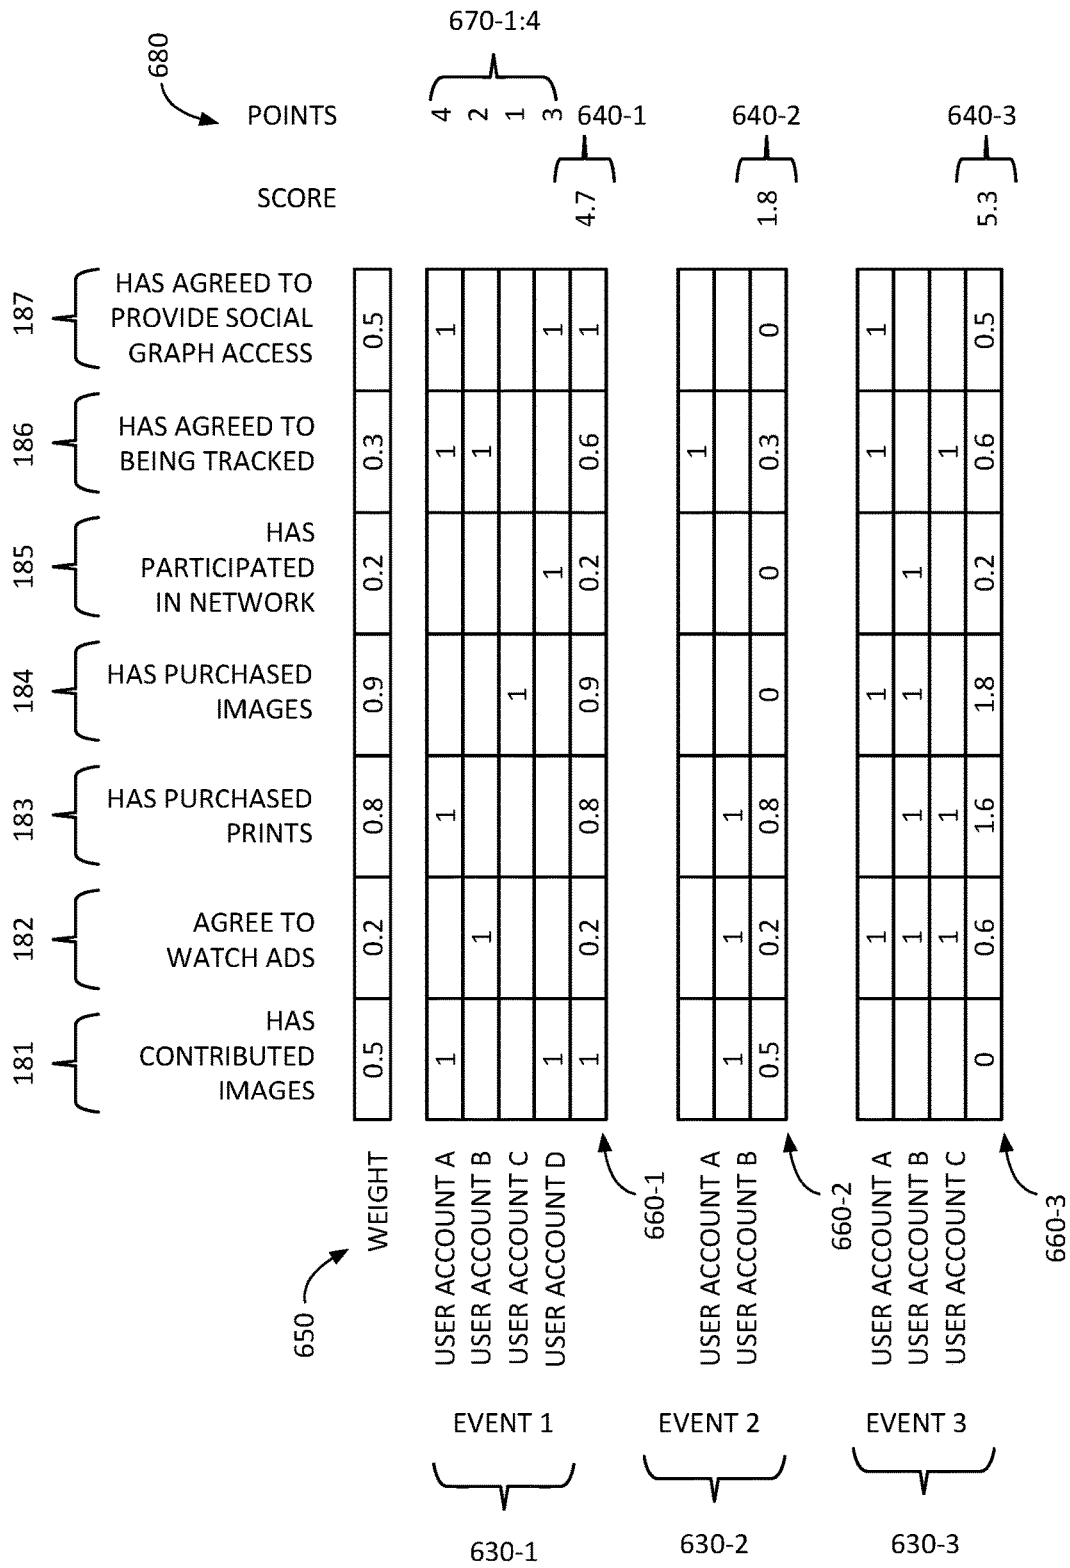 181 182 183 184 185 186 187
680
HAS
CONTRIBUTED
IMAGES
AGREE TO
WATCH ADS
HAS PURCHASED
PRINTS
HAS PURCHASED
IMAGES
HAS
PARTICIPATED
IN NETWORK
HAS AGREED TO
BEING TRACKED
HAS AGREED TO
PROVIDE SOCIAL
GRAPH ACCESS
SCORE
POINTS
650
WEIGHT 0.5 0.2 0.8 0.9 0.2 0.3 0.5
630-1
EVENT 1
USER ACCOUNT A 1 1 1 1 4
USER ACCOUNT B 1 1 2
USER ACCOUNT C 1 1
USER ACCOUNT D 1 1 1 3
670-1:4
1 0.2 0.8 0.9 0.2 0.6 1 4.7
640-1
660-1
630-2
EVENT 2
USER ACCOUNT A 1
USER ACCOUNT B 1 1 1
0.5 0.2 0.8 0 0 0.3 0 1.8
640-2
660-2
630-3
EVENT 3
USER ACCOUNT A 1 1 1 1
USER ACCOUNT B 1 1 1 1
USER ACCOUNT C 1 1 1
0 0.6 1.6 1.8 0.2 0.6 0.5 5.3
640-3
660-3